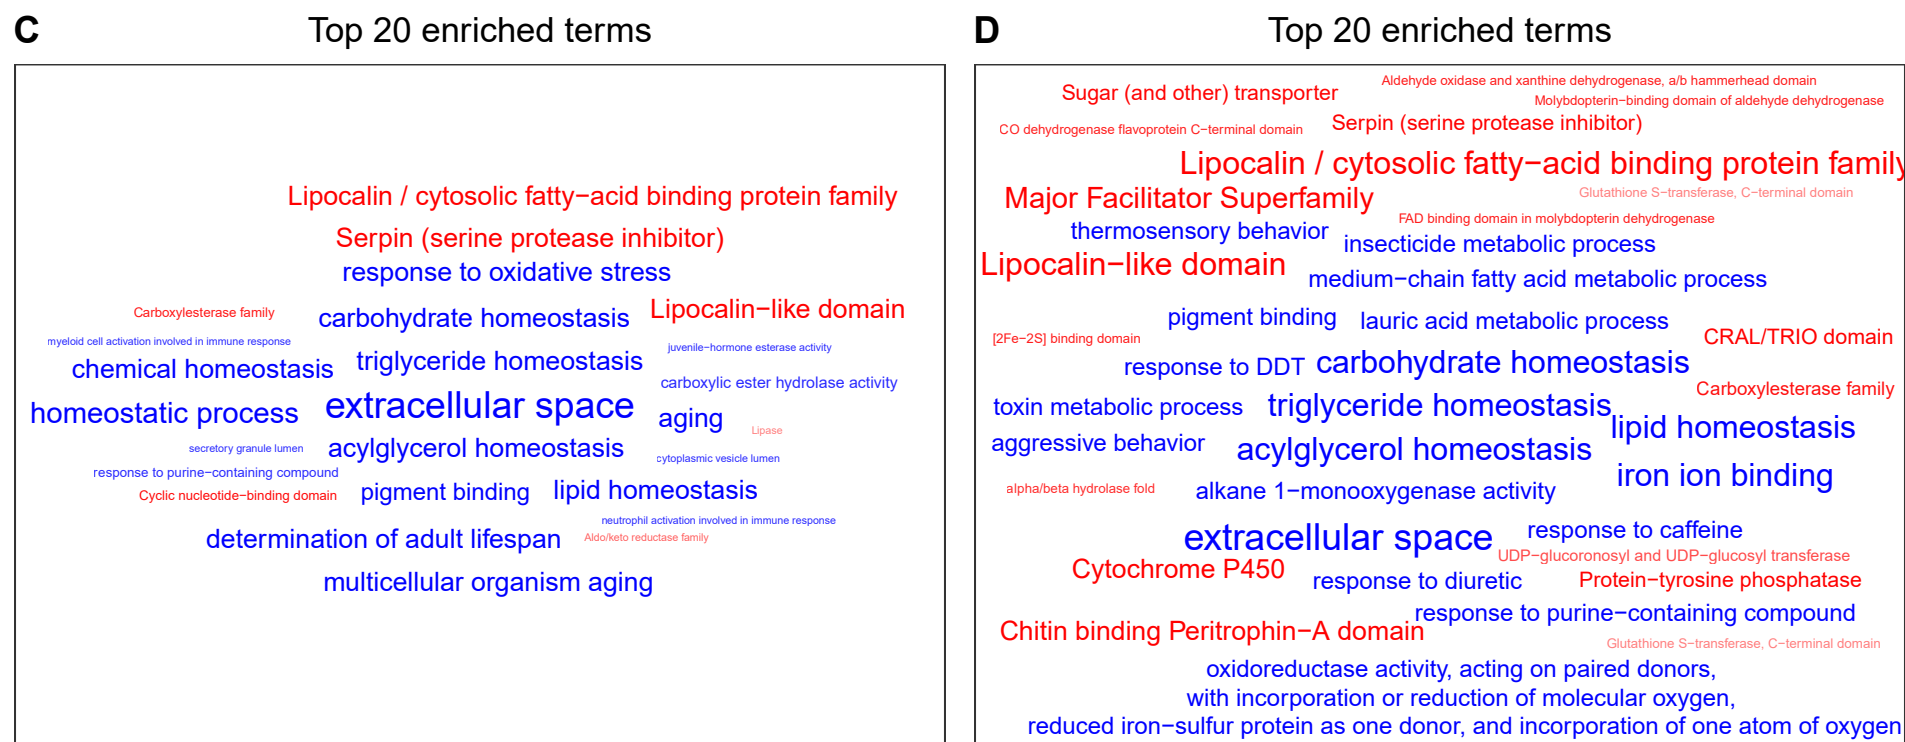 C
Top 20 enriched terms
Lipocalin / cytosolic fatty−acid binding protein family
Serpin (serine protease inhibitor)
response to oxidative stress
Carboxylesterase family
carbohydrate homeostasis
Lipocalin−like domain
myeloid cell activation involved in immune response
chemical homeostasis
triglyceride homeostasis
juvenile−hormone esterase activity
carboxylic ester hydrolase activity
homeostatic process
extracellular space
aging
Lipase
secretory granule lumen
acylglycerol homeostasis
cytoplasmic vesicle lumen
response to purine−containing compound
Cyclic nucleotide−binding domain
pigment binding
lipid homeostasis
neutrophil activation involved in immune response
determination of adult lifespan
Aldo/keto reductase family
multicellular organism aging
D
Top 20 enriched terms
Aldehyde oxidase and xanthine dehydrogenase, a/b hammerhead domain
Sugar (and other) transporter
Molybdopterin−binding domain of aldehyde dehydrogenase
CO dehydrogenase flavoprotein C−terminal domain
Serpin (serine protease inhibitor)
Lipocalin / cytosolic fatty−acid binding protein family
Major Facilitator Superfamily
Glutathione S−transferase, C−terminal domain
FAD binding domain in molybdopterin dehydrogenase
thermosensory behavior
insecticide metabolic process
Lipocalin−like domain
medium−chain fatty acid metabolic process
pigment binding
lauric acid metabolic process
[2Fe−2S] binding domain
CRAL/TRIO domain
response to DDT
carbohydrate homeostasis
Carboxylesterase family
toxin metabolic process
triglyceride homeostasis
lipid homeostasis
aggressive behavior
acylglycerol homeostasis
iron ion binding
alpha/beta hydrolase fold
alkane 1−monooxygenase activity
extracellular space
response to caffeine
UDP−glucoronosyl and UDP−glucosyl transferase
Cytochrome P450
response to diuretic
Protein−tyrosine phosphatase
response to purine−containing compound
Chitin binding Peritrophin−A domain
Glutathione S−transferase, C−terminal domain
oxidoreductase activity, acting on paired donors,
with incorporation or reduction of molecular oxygen,
reduced iron−sulfur protein as one donor, and incorporation of one atom of oxygen